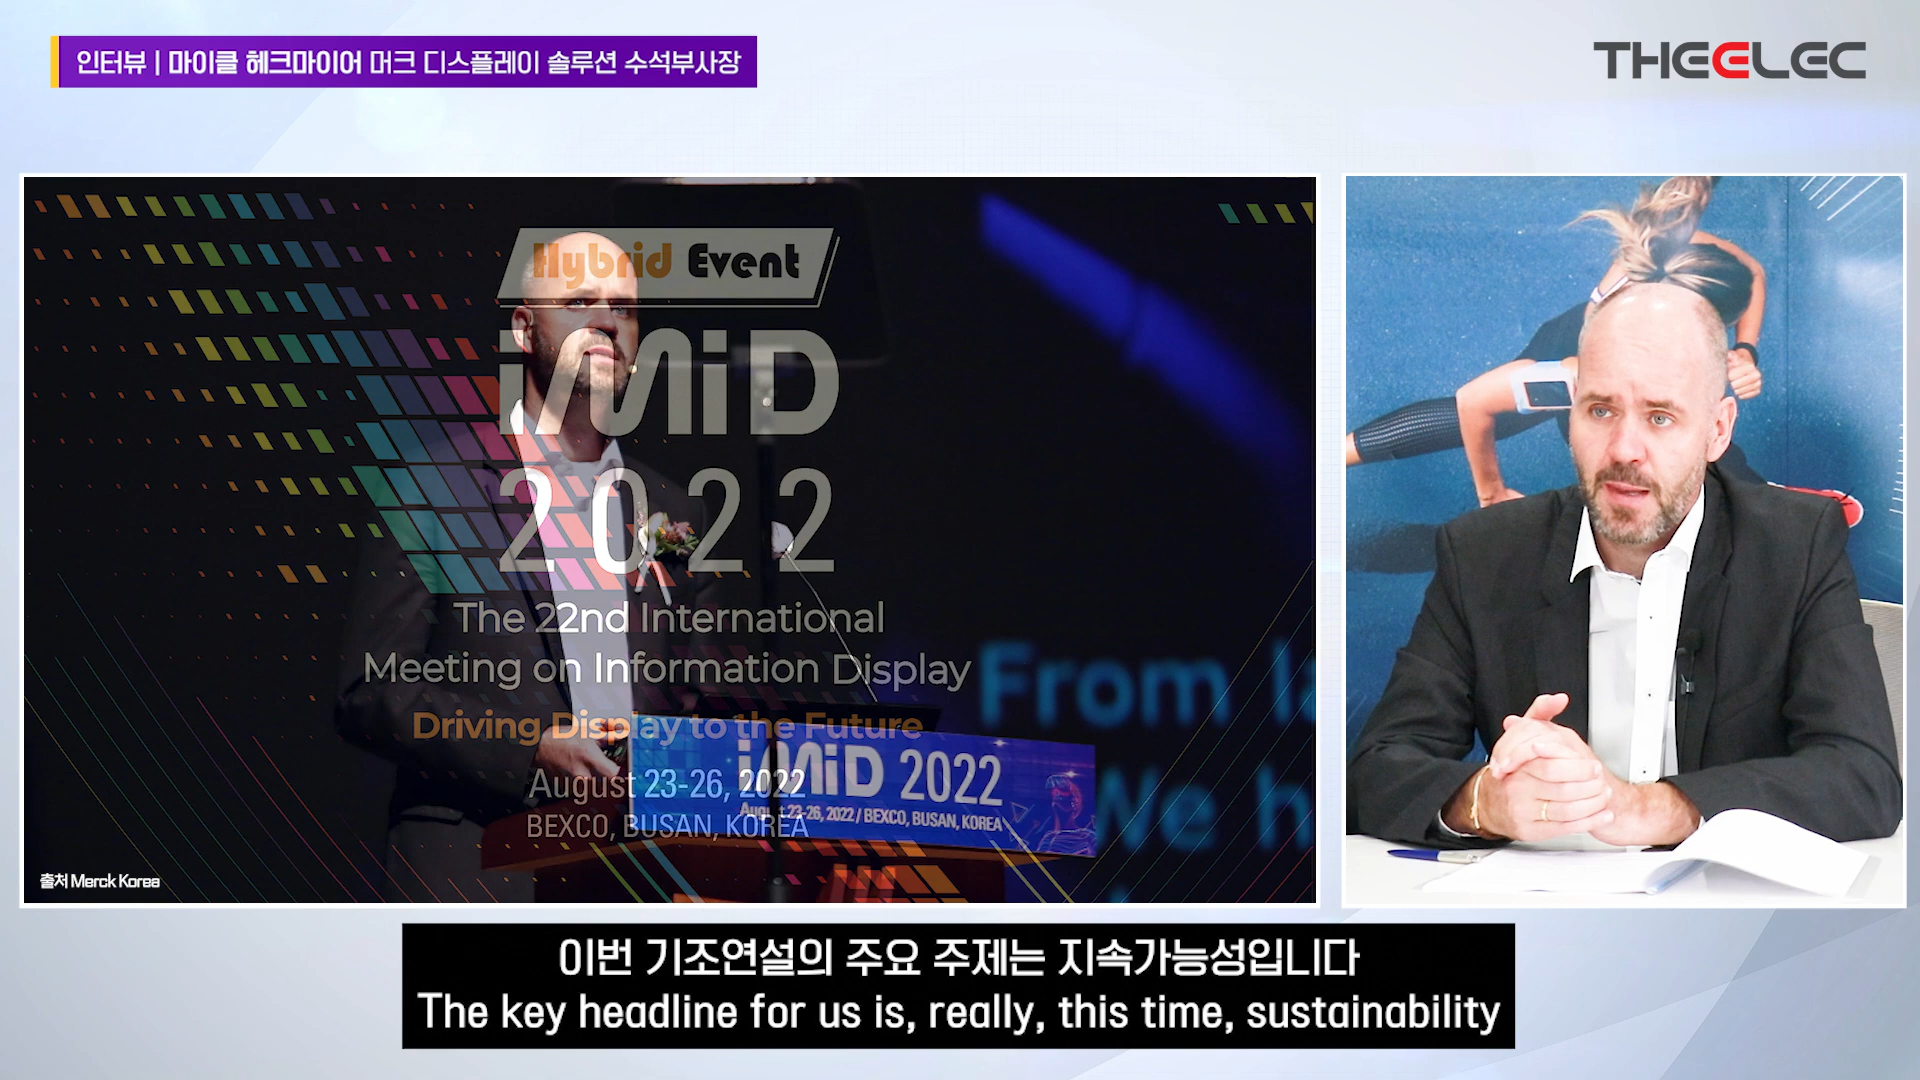 인터뷰 | 마이클 헤크마이어 머크 디스플레이 솔루션 수석부사장
THEELEC
Hybrid Event
iMiD
2022
The 22nd International
Meeting on Information Display
Driving Display to the Future
August 23-26, 2022
BEXCO, BUSAN, KOREA
iMiD 2022
August 23-26, 2022 / BEXCO, BUSAN, KOREA
From
We
출처 Merck Korea
이번 기조연설의 주요 주제는 지속가능성입니다
The key headline for us is, really, this time, sustainability